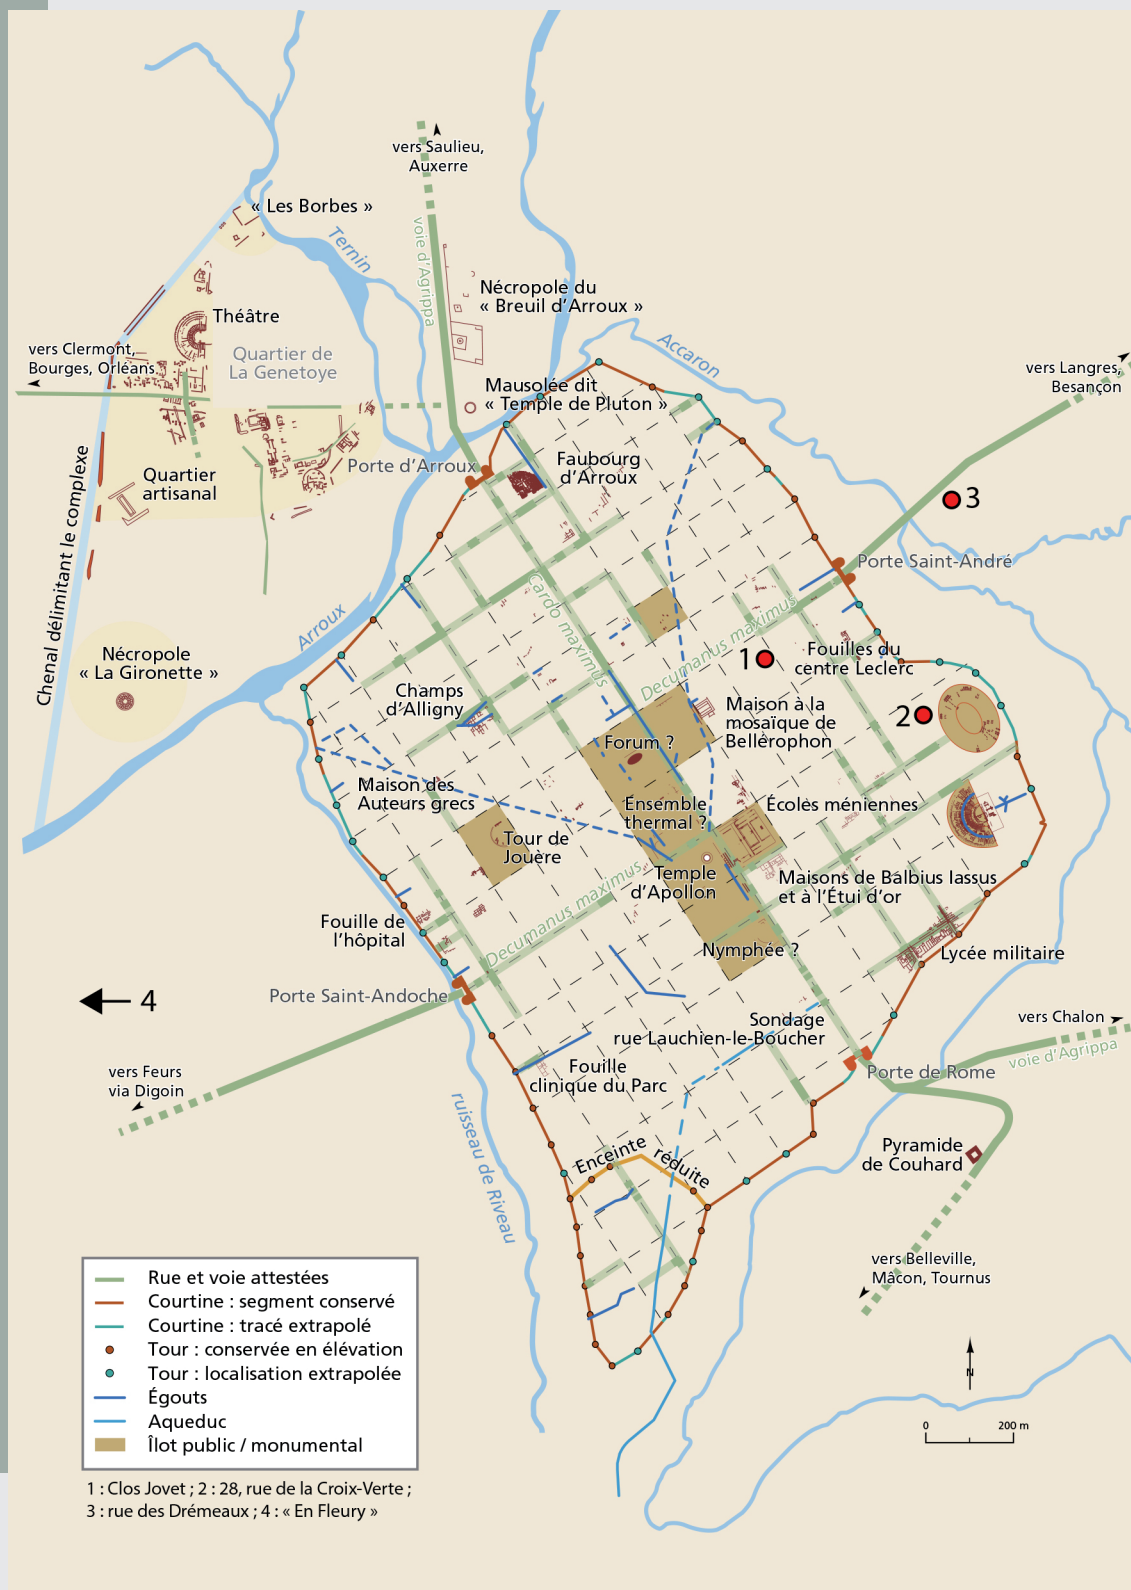 vers Saulieu,
Auxerre
« Les Borbes »
Ternin
voie d'Agrippa
Nécropole du
« Breuil d'Arroux »
Théâtre
Accaron
vers Clermont,
Bourges, Orléans
Quartier de
La Genetoye
vers Langres,
Besançon
Mausolée dit
« Temple de Pluton »
Porte d'Arroux
Faubourg
d'Arroux
Quartier
artisanal
3
Chenal délimitant le complexe
Porte Saint-André
Cardo maximus
Arroux
Decumanus maximus
Nécropole
« La Gironette »
1
Fouilles du
centre Leclerc
Champs
d'Alligny
2
Maison à la
mosaïque de
Bellérophon
Forum ?
Maison des
Auteurs grecs
Ensemble
thermal ?
Écoles méniennes
Tour de
Jouère
Temple
d'Apollon
Maisons de Balbius Iassus
et à l'Étui d'or
Decumanus maximus
Fouille de
l'hôpital
Nymphée ?
Lycée militaire
Porte Saint-Andoche
4
Sondage
rue Lauchien-le-Boucher
vers Chalon
voie d'Agrippa
vers Feurs
via Digoin
Fouille
clinique du Parc
Porte de Rome
ruisseau de Riveau
Enceinte réduite
Pyramide
de Couhard
vers Belleville,
Mâcon, Tournus
Rue et voie attestées
Courtine : segment conservé
Courtine : tracé extrapolé
Tour : conservée en élévation
Tour : localisation extrapolée
Égouts
Aqueduc
Îlot public / monumental
N
0 200 m
1 : Clos Jovet ; 2 : 28, rue de la Croix-Verte ;
3 : rue des Drémeaux ; 4 : « En Fleury »